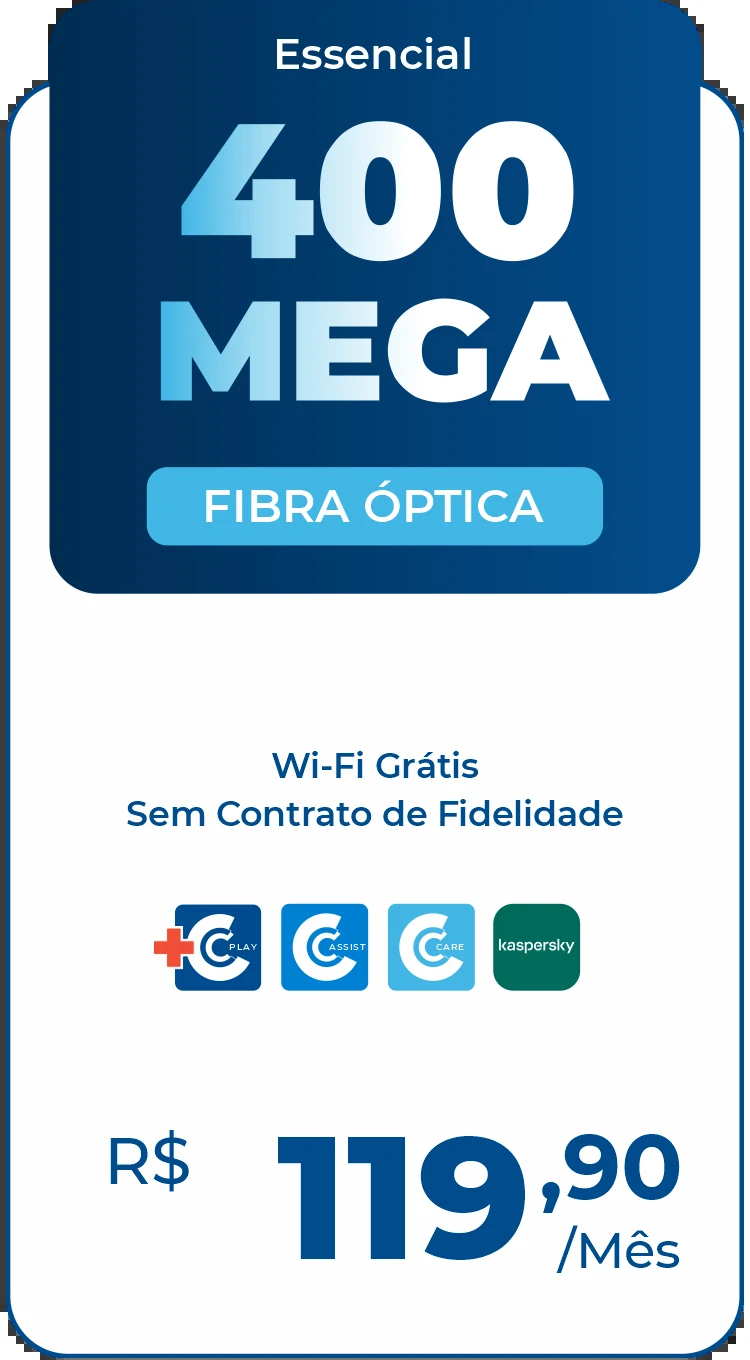 Essencial
400
MEGA
FIBRA ÓPTICA
Wi-Fi Grátis
Sem Contrato de Fidelidade
PLAY ASSIST CARE kaspersky
R$ 119,90
/Mês